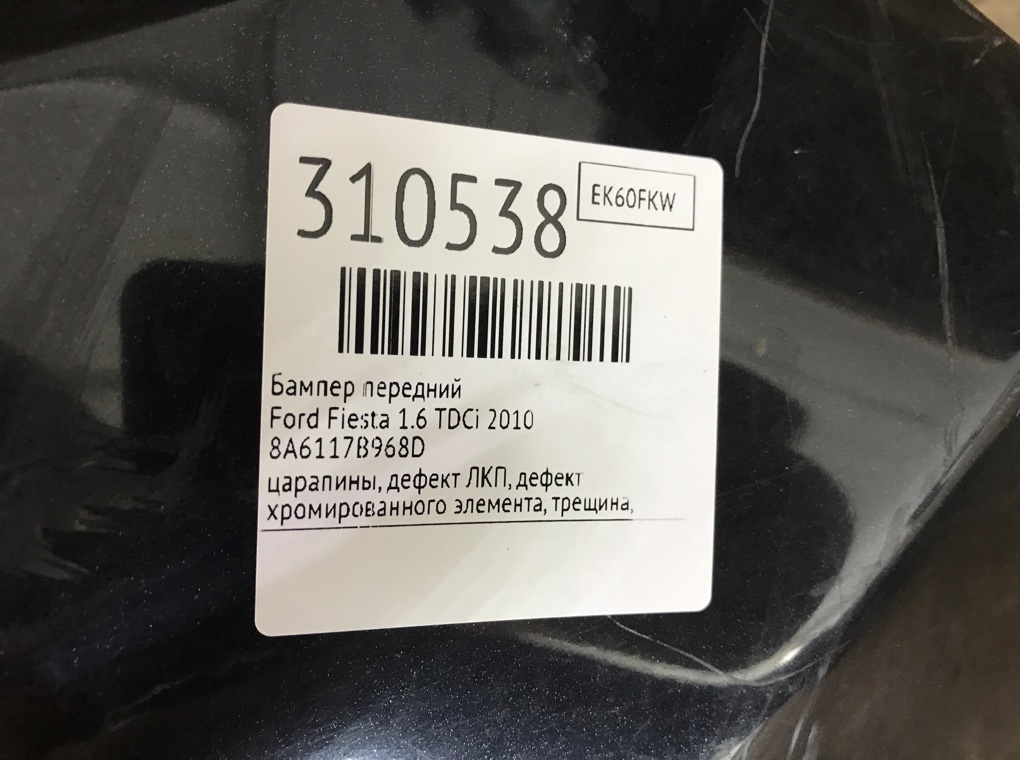 310538
EK60FKW
Бампер передний
Ford Fiesta 1.6 TDCi 2010
8A6117B968D
царапины, дефект ЛКП, дефект
хромированного элемента, трещина,